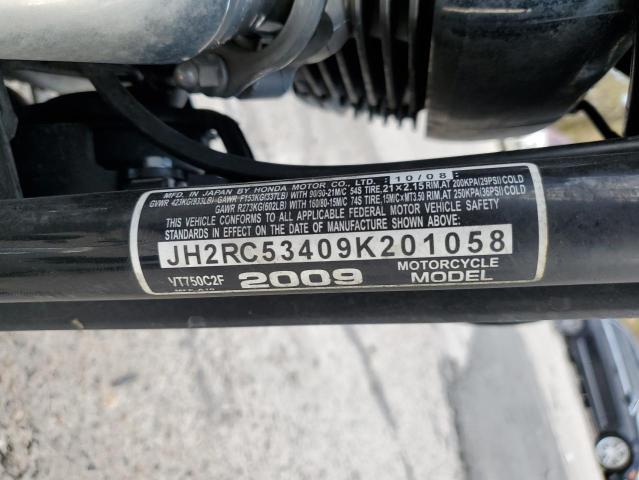 MFD. IN JAPAN BY HONDA MOTOR CO., LTD. 10/08
GVWR 423KG(933LB) GAWR F153KG(337LB) WITH 90/90-21M/C 54S TIRE, 21×2.15 RIM, AT 200KPA(29PSI) COLD
GAWR R273KG(602LB) WITH 160/80-15M/C 74S TIRE, 15M/C×MT3.50 RIM, AT 250KPA(36PSI) COLD
THIS VEHICLE CONFORMS TO ALL APPLICABLE FEDERAL MOTOR VEHICLE SAFETY
STANDARDS IN EFFECT ON THE DATE OF MANUFACTURE SHOWN ABOVE.
JH2RC53409K201058
VT750C2F 2009 MOTORCYCLE MODEL